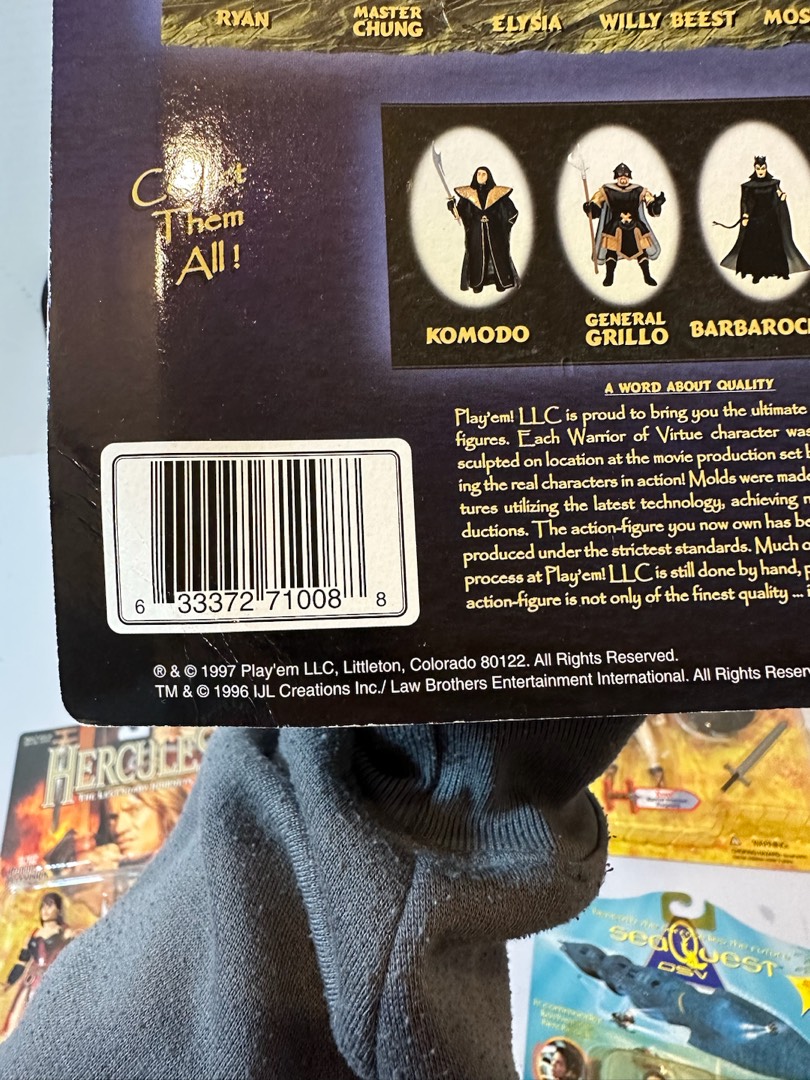 RYAN
MASTER
CHUNG
ELYSIA
WILLY BEEST
Them
All!
KOMODO
GENERAL
GRILLO
A WORD ABOUT QUALITY
Play'em! LLC is proud to bring you the ultimate
figures. Each Warrior of Virtue character was
sculpted on location at the movie production set
ing the real characters in action! Molds were made
tures utilizing the latest technology, achieving
ductions. The action-figure you now own has
produced under the strictest standards. Much
process at Play'em! LLC is still done by hand,
action-figure is not only of the finest quality ...
6 33372 71008 8
® & © 1997 Play'em LLC, Littleton, Colorado 80122. All Rights Reserved.
TM & © 1996 IJL Creations Inc./ Law Brothers Entertainment International. All Rights
HERCULES
THE LEGENDARY JOURNEYS
seaQuest
DSV